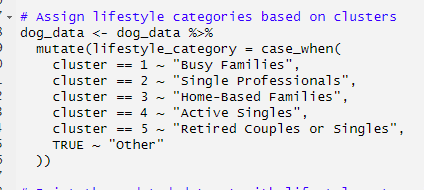 # Assign lifestyle categories based on clusters
dog_data <- dog_data %>%
mutate(lifestyle_category = case_when(
cluster == 1 ~ "Busy Families",
cluster == 2 ~ "Single Professionals",
cluster == 3 ~ "Home-Based Families",
cluster == 4 ~ "Active Singles",
cluster == 5 ~ "Retired Couples or Singles",
TRUE ~ "Other"
))